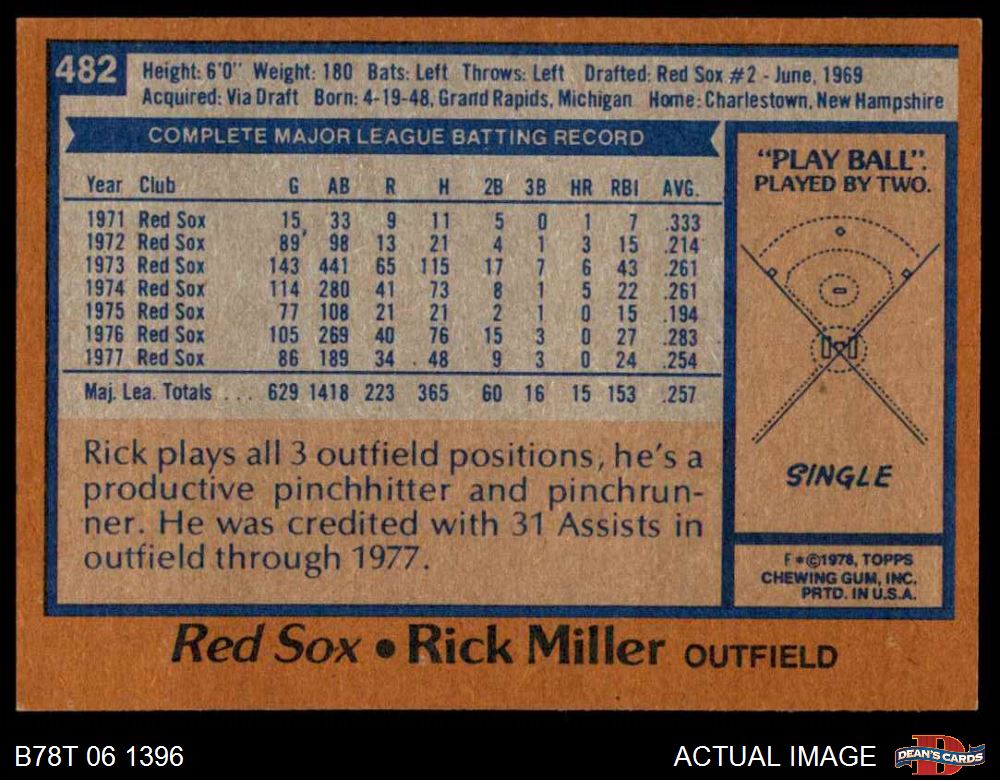 482
Height: 6'0" Weight: 180 Bats: Left Throws: Left Drafted: Red Sox #2 - June, 1969
Acquired: Via Draft Born: 4-19-48, Grand Rapids, Michigan Home: Charlestown, New Hampshire
COMPLETE MAJOR LEAGUE BATTING RECORD
Year Club G AB R H 2B 3B HR RBI AVG.
1971 Red Sox 15 33 9 11 5 0 1 7 .333
1972 Red Sox 89 98 13 21 4 1 3 15 .214
1973 Red Sox 143 441 65 115 17 7 6 43 .261
1974 Red Sox 114 280 41 73 8 1 5 22 .261
1975 Red Sox 77 108 21 21 2 1 0 15 .194
1976 Red Sox 105 269 40 76 15 3 0 27 .283
1977 Red Sox 86 189 34 48 9 3 0 24 .254
Maj. Lea. Totals . . . 629 1418 223 365 60 16 15 153 .257
Rick plays all 3 outfield positions, he's a
productive pinchhitter and pinchrun-
ner. He was credited with 31 Assists in
outfield through 1977.
"PLAY BALL".
PLAYED BY TWO.
SINGLE
F*©1978, TOPPS
CHEWING GUM, INC.
PRTD. IN U.S.A.
Red Sox • Rick Miller OUTFIELD
B78T 06 1396
ACTUAL IMAGE
D
DEAN'S CARDS